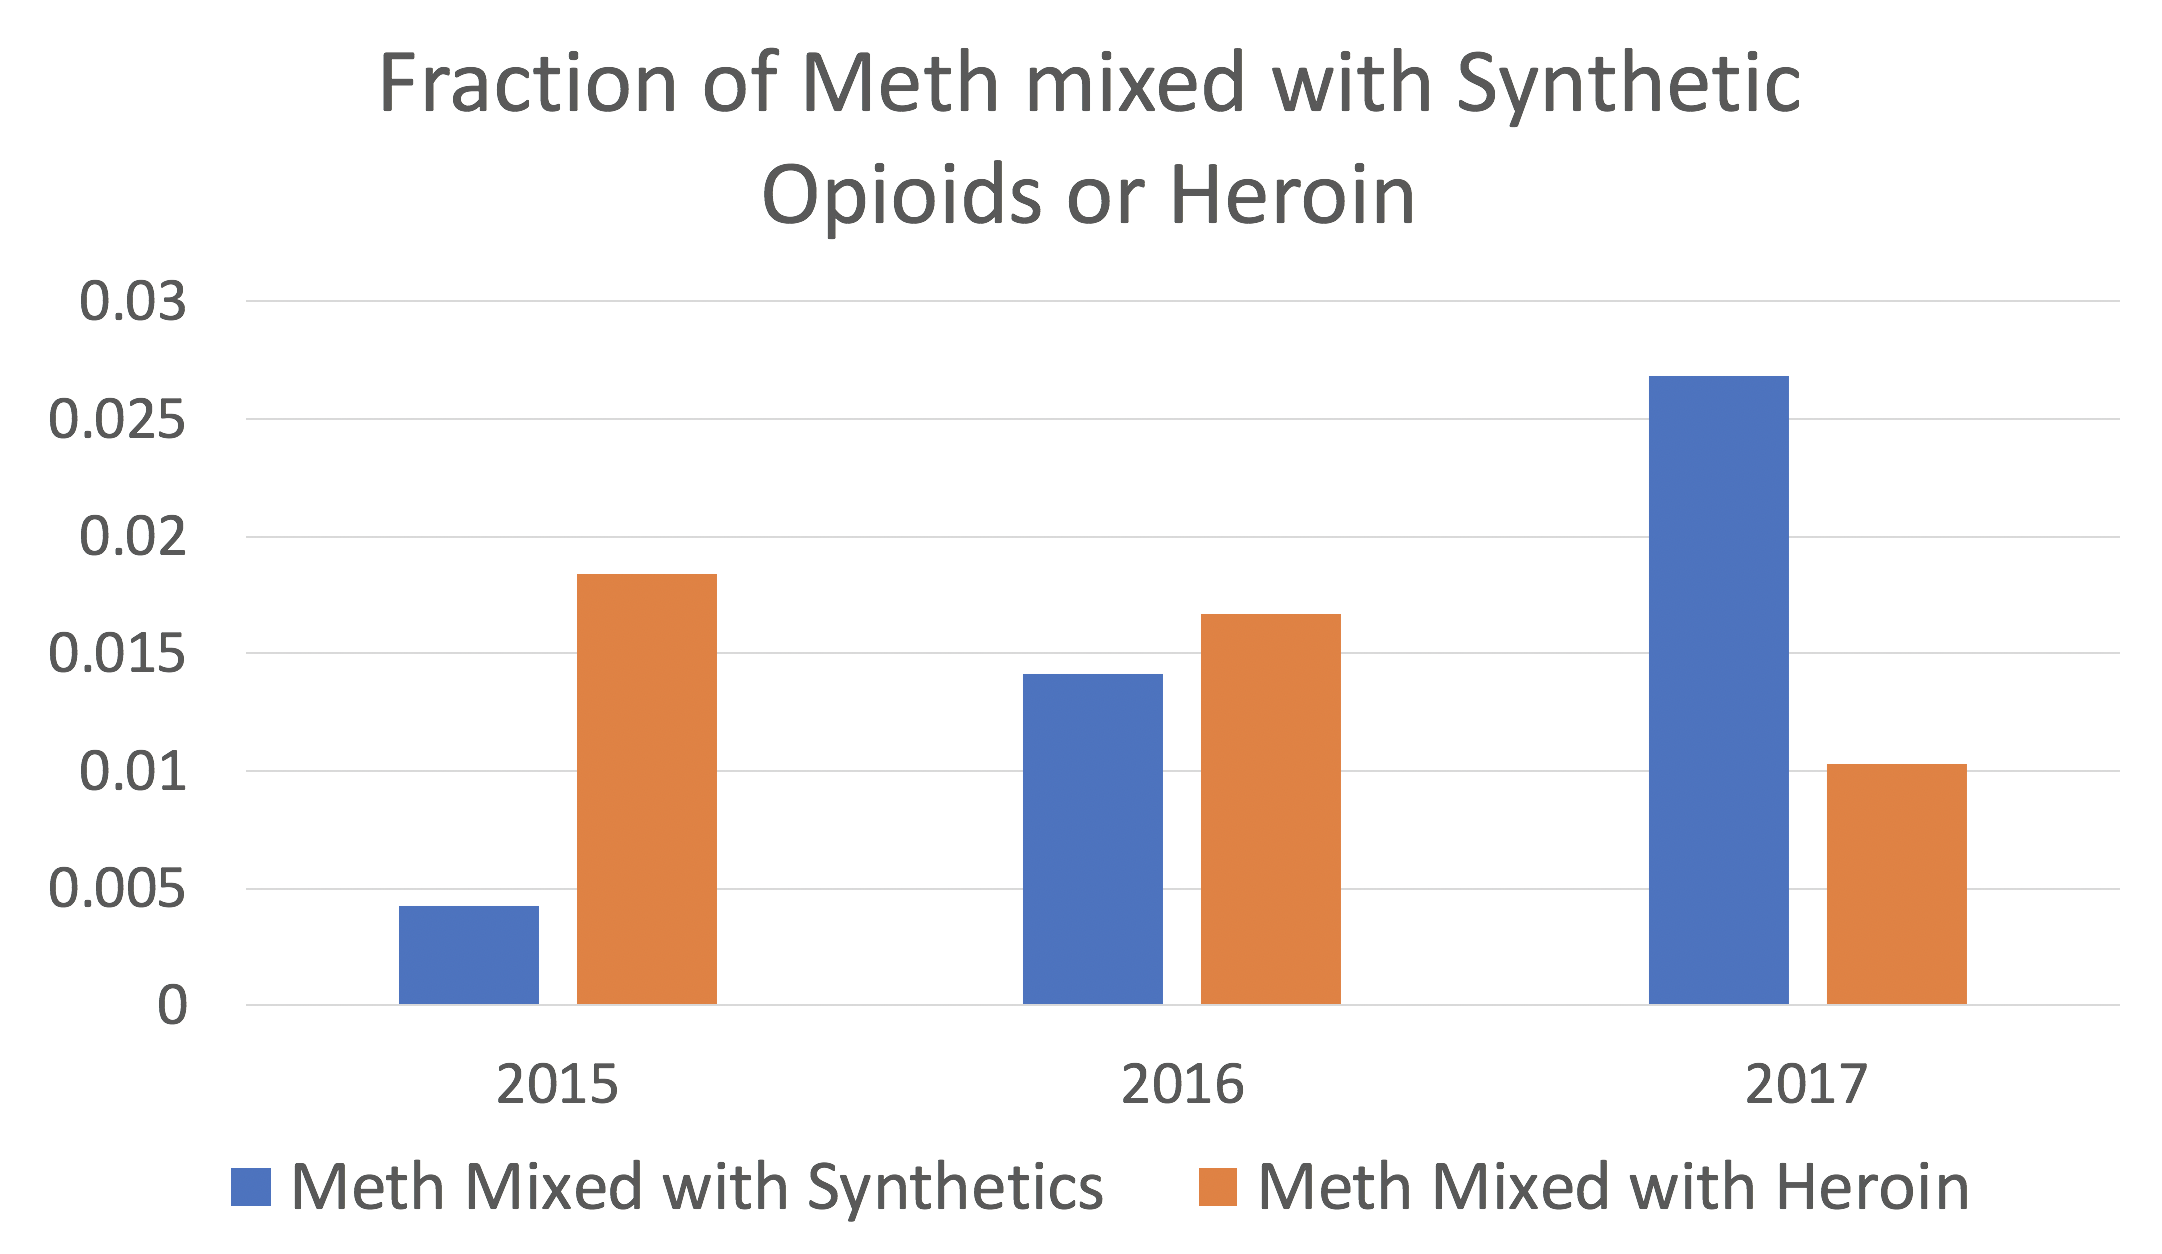 Fraction of Meth mixed with Synthetic
Opioids or Heroin
0.03
0.025
0.02
0.015
0.01
0.005
0
2015 2016 2017
Meth Mixed with Synthetics Meth Mixed with Heroin